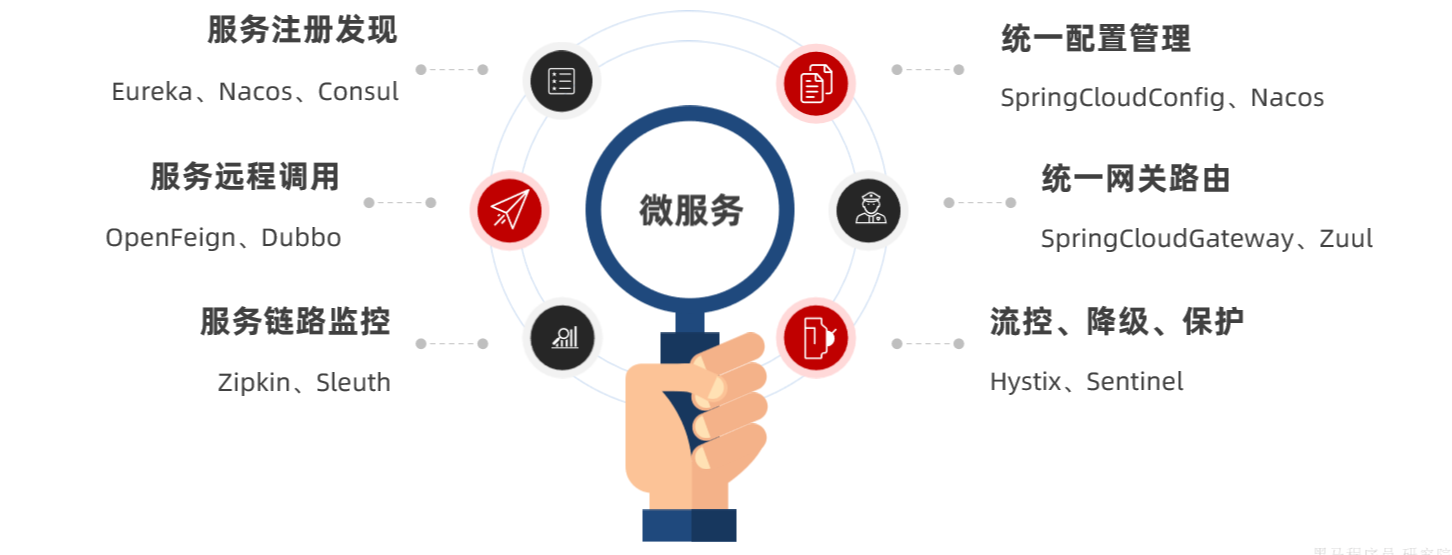 服务注册发现
Eureka、Nacos、Consul
服务远程调用
OpenFeign、Dubbo
服务链路监控
Zipkin、Sleuth
微服务
统一配置管理
SpringCloudConfig、Nacos
统一网关路由
SpringCloudGateway、Zuul
流控、降级、保护
Hystix、Sentinel